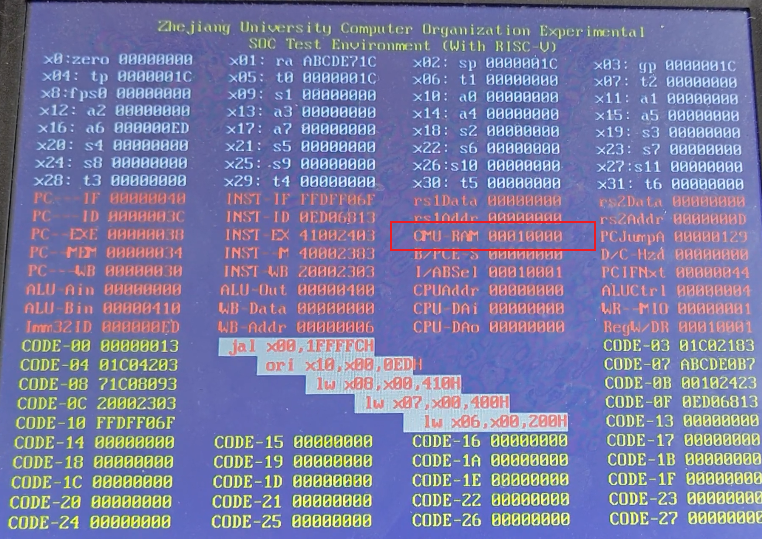 Zhejiang University Computer Organization Experimental
SOC Test Environment (With RISC-V)
x0:zero 00000000 x01: ra ABCDE71C x02: sp 0000001C x03: gp 0000001C
x04: tp 0000001C x05: t0 00000000 x06: t1 00000000 x07: t2 00000000
x8:fps0 00000000 x09: s1 00000000 x10: a0 00000000 x11: a1 00000000
x12: a2 00000000 x13: a3 00000000 x14: a4 00000000 x15: a5 00000000
x16: a6 000000ED x17: a7 00000000 x18: s2 00000000 x19: s3 00000000
x20: s4 00000000 x21: s5 00000000 x22: s6 00000000 x23: s7 00000000
x24: s8 00000000 x25: s9 00000000 x26:s10 00000000 x27:s11 00000000
x28: t3 00000000 x29: t4 00000000 x30: t5 00000000 x31: t6 00000000
PC---IF 00000040 INST-IF FFDFF06F rs1Data 00000000 rs2Data 00000000
PC---ID 0000003C INST-ID 0ED06813 rs1Addr 00000000 rs2Addr 0000000D
PC--EXE 00000038 INST-EX 41002403 CMU-RAM 00010000 PCJumpA 00000129
PC--MEM 00000034 INST--M 40002383 B/PCE-S 00000000 D/C-Hzd 00000000
PC---WB 00000030 INST-WB 20002303 I/ABSel 00010001 PCIFNxt 00000044
ALU-Ain 00000000 ALU-Out 00000400 CPUAddr 00000000 ALUCtrl 00000004
ALU-Bin 00000410 WB-Data 00000000 CPU-DAi 00000000 WR--MIO 00000001
Imm32ID 000000ED WB-Addr 00000006 CPU-DAo 00000000 RegW/DR 00010001
CODE-00 00000013 jal x00,1FFFFCH CODE-03 01C02183
CODE-04 01C04203 ori x10,x00,0EDH CODE-07 ABCDE0B7
CODE-08 71C08093 lw x08,x00,410H CODE-0B 00102423
CODE-0C 20002303 lw x07,x00,400H CODE-0F 0ED06813
CODE-10 FFDFF06F lw x06,x00,200H CODE-13 00000000
CODE-14 00000000 CODE-15 00000000 CODE-16 00000000 CODE-17 00000000
CODE-18 00000000 CODE-19 00000000 CODE-1A 00000000 CODE-1B 00000000
CODE-1C 00000000 CODE-1D 00000000 CODE-1E 00000000 CODE-1F 00000000
CODE-20 00000000 CODE-21 00000000 CODE-22 00000000 CODE-23 00000000
CODE-24 00000000 CODE-25 00000000 CODE-26 00000000 CODE-27 00000000